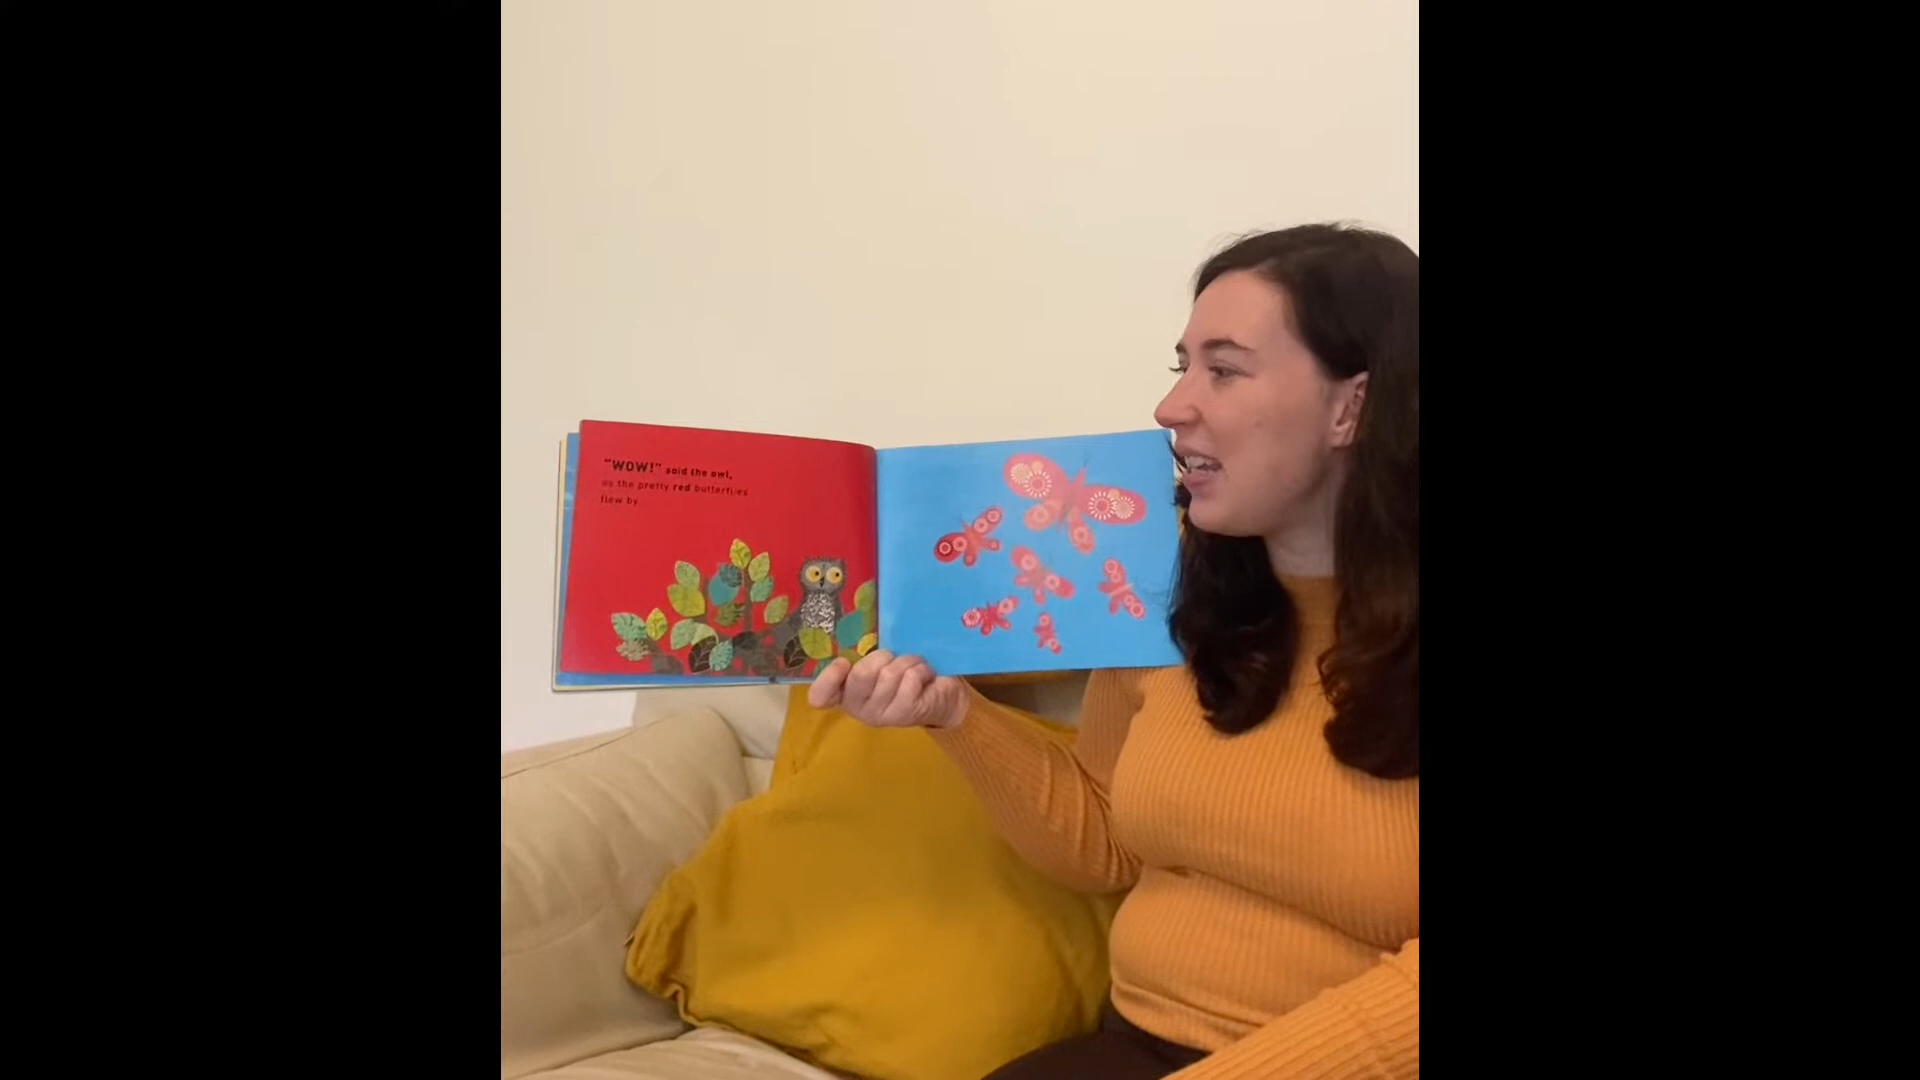 "WOW!" said the owl,
as the pretty red butterflies
flew by